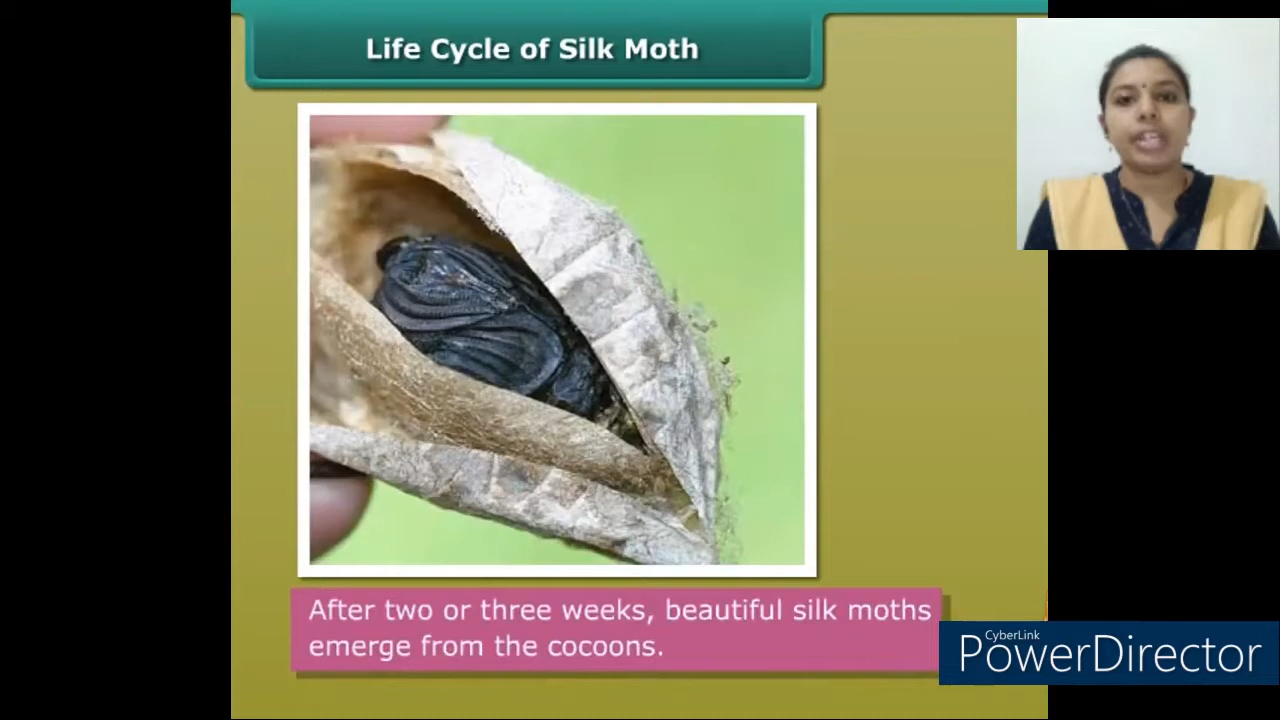 Life Cycle of Silk Moth
After two or three weeks, beautiful silk moths
emerge from the cocoons.
CyberLink
PowerDirector